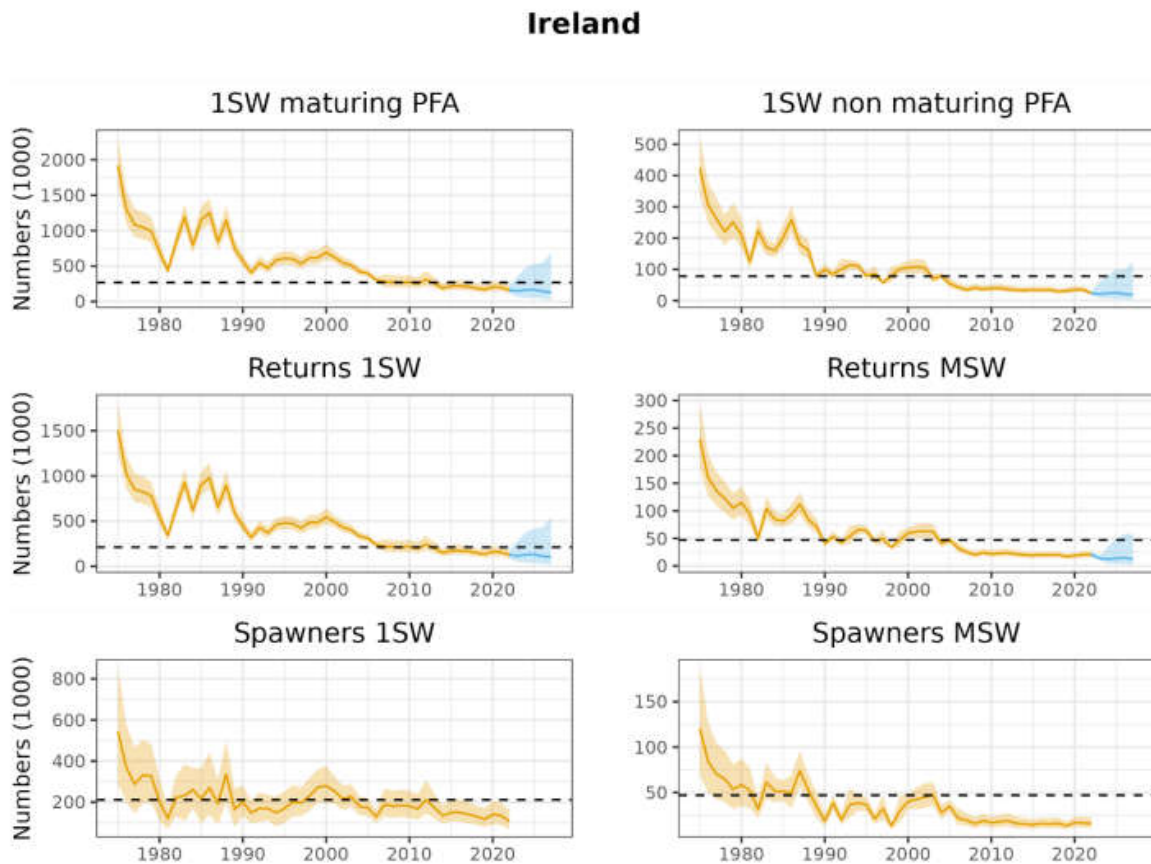 Ireland
1SW maturing PFA
1SW non maturing PFA
Numbers (1000)
2000
1500
1000
500
0
1980 1990 2000 2010 2020
500
400
300
200
100
0
1980 1990 2000 2010 2020
Returns 1SW
Returns MSW
Numbers (1000)
1500
1000
500
0
1980 1990 2000 2010 2020
300
250
200
150
100
50
0
1980 1990 2000 2010 2020
Spawners 1SW
Spawners MSW
Numbers (1000)
800
600
400
200
1980 1990 2000 2010 2020
150
100
50
1980 1990 2000 2010 2020